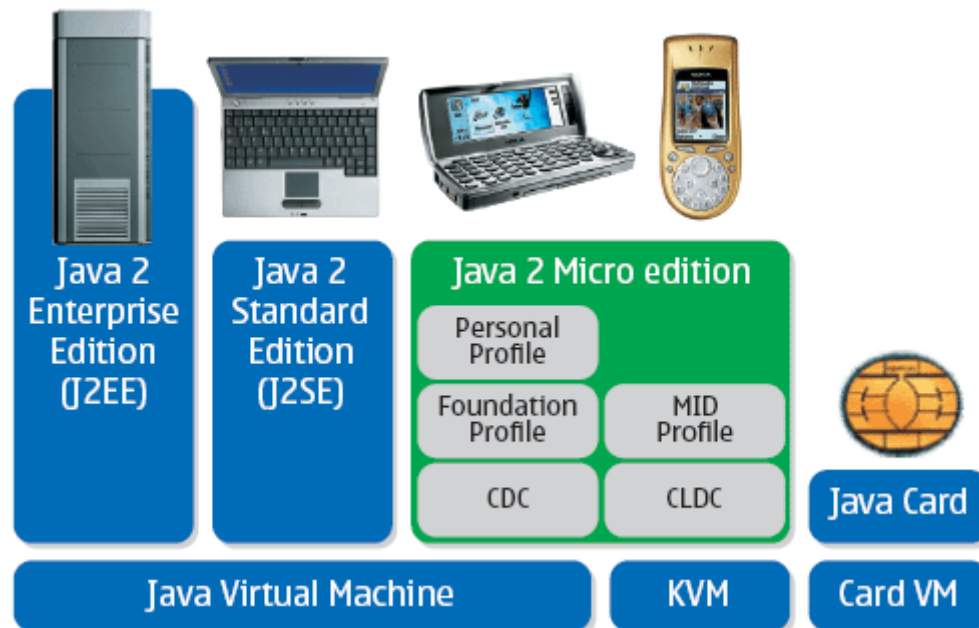 NOKIA
Java 2
Enterprise
Edition
(J2EE)
Java 2
Standard
Edition
(J2SE)
Java 2 Micro edition
Personal
Profile
Foundation
Profile
MID
Profile
CDC
CLDC
Java Card
Java Virtual Machine
KVM
Card VM